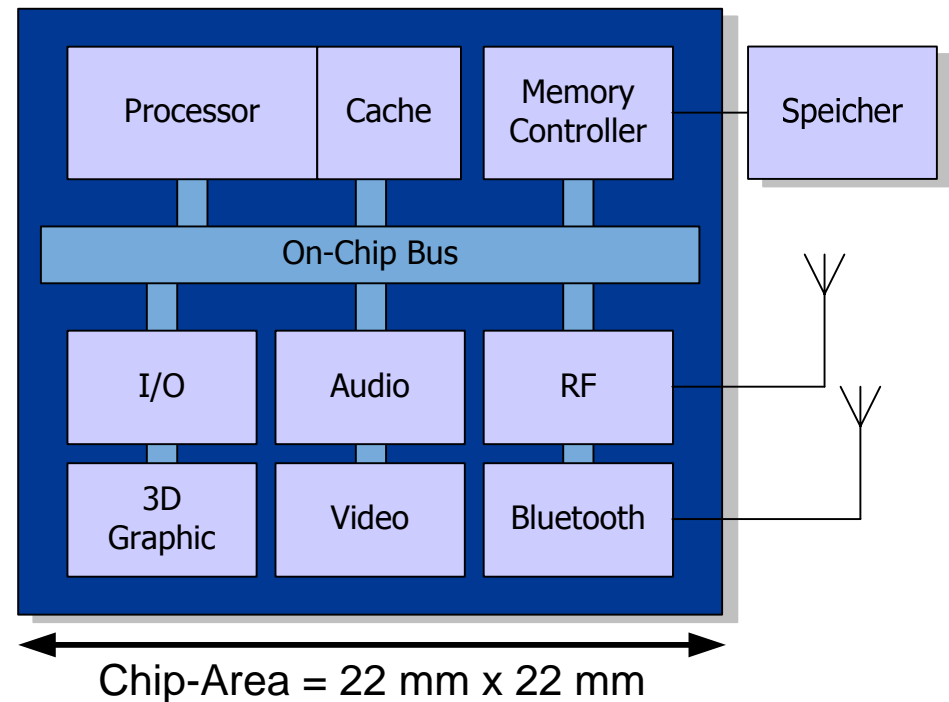 Processor
Cache
Memory
Controller
Speicher
On-Chip Bus
I/O
Audio
RF
3D
Graphic
Video
Bluetooth
Chip-Area = 22 mm x 22 mm